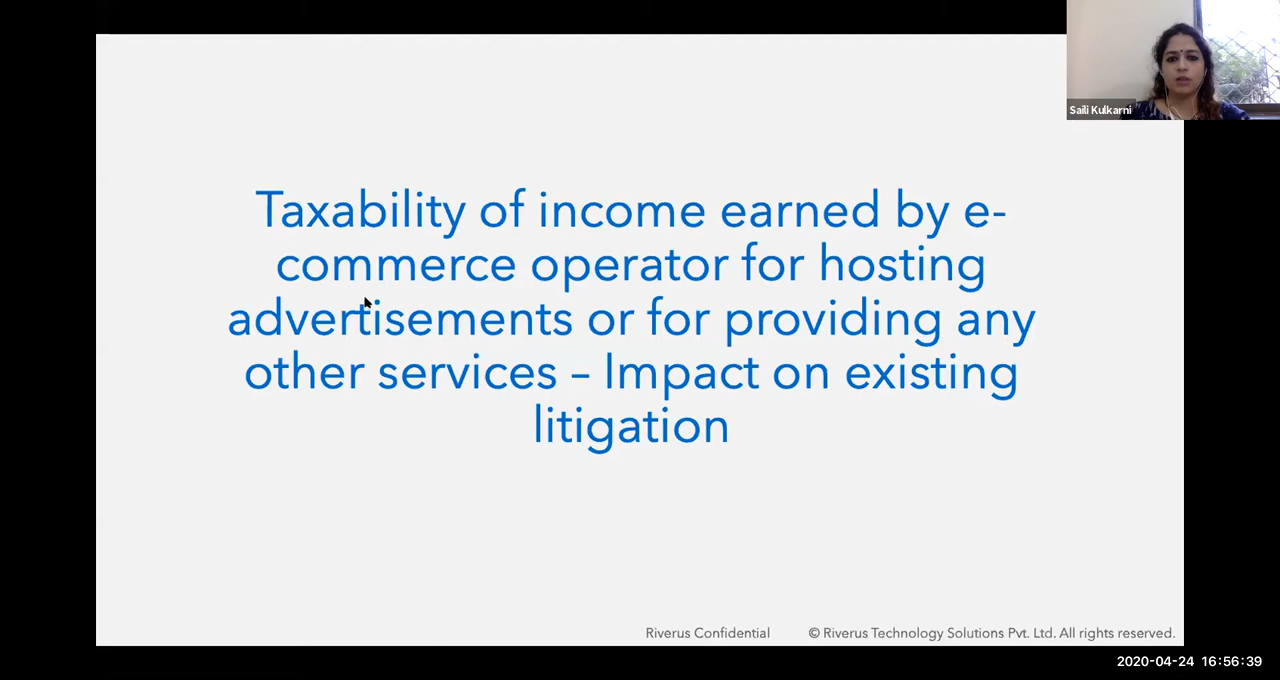 Saili Kulkarni
Taxability of income earned by e-
commerce operator for hosting
advertisements or for providing any
other services – Impact on existing
litigation
Riverus Confidential © Riverus Technology Solutions Pvt. Ltd. All rights reserved.
2020-04-24 16:56:39